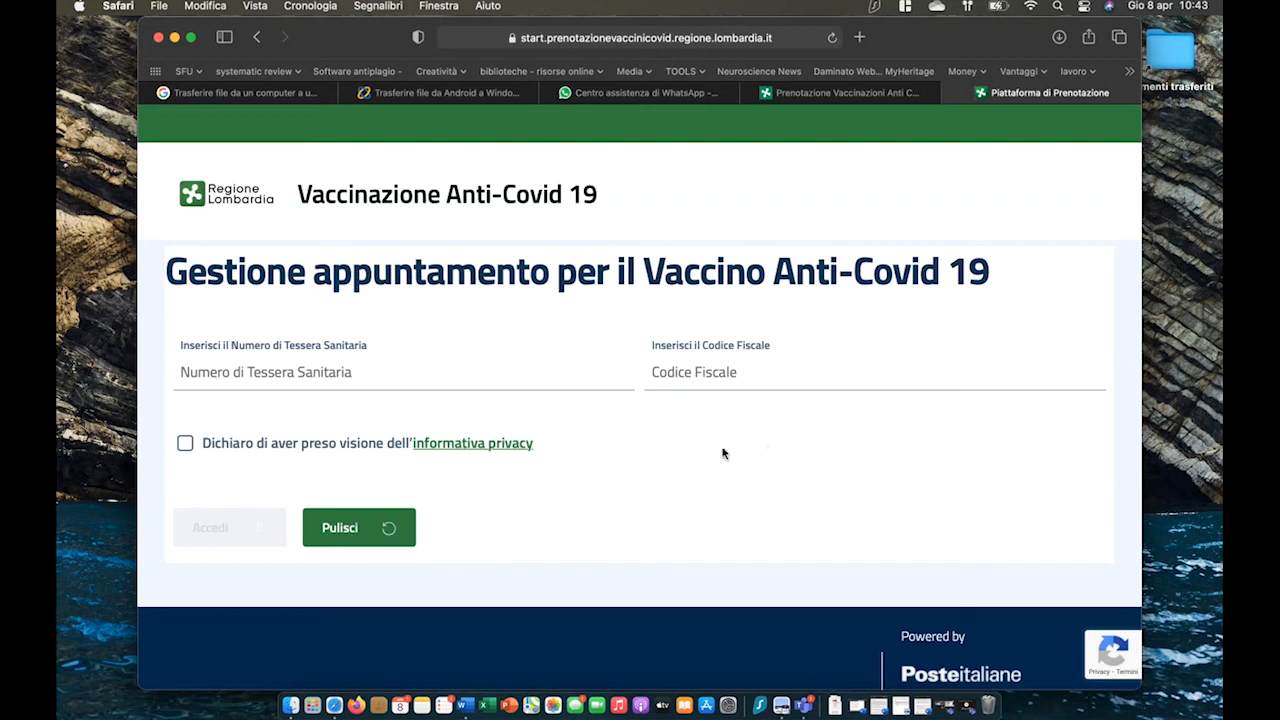 Safari File Modifica Vista Cronologia Segnalibri Finestra Aiuto
Gio 8 apr 10:43
start.prenotazionevaccinicovid.regione.lombardia.it
SFU systematic review Software antiplagio - Creatività biblioteche - risorse online Media TOOLS Neuroscience News Daminato Web... MyHeritage Money Vantaggi lavoro
Trasferire file da un computer a u... Trasferire file da Android a Windo... Centro assistenza di WhatsApp -... Prenotazione Vaccinazioni Anti C... Piattaforma di Prenotazione
menti trasferiti
Regione
Lombardia
Vaccinazione Anti-Covid 19
Gestione appuntamento per il Vaccino Anti-Covid 19
Inserisci il Numero di Tessera Sanitaria
Numero di Tessera Sanitaria
Inserisci il Codice Fiscale
Codice Fiscale
Dichiaro di aver preso visione dell'informativa privacy
Accedi
Pulisci
Powered by
Posteitaliane
Privacy - Termini